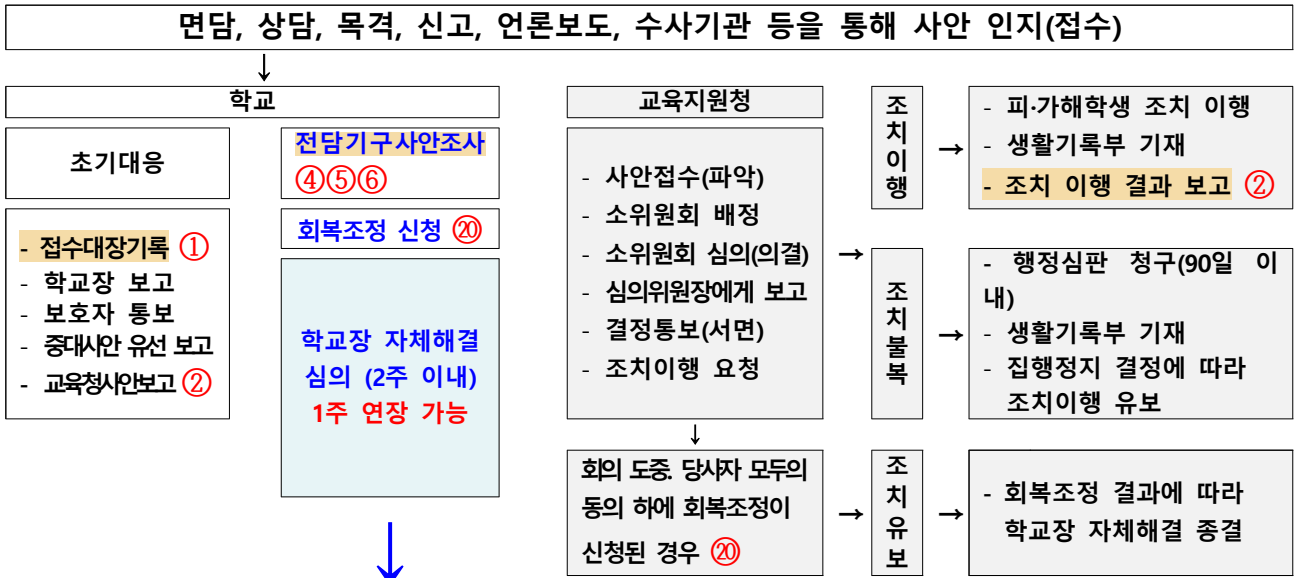 면담, 상담, 목격, 신고, 언론보도, 수사기관 등을 통해 사안 인지(접수)
↓
학교
초기대응
- 접수대장기록 ①
- 학교장 보고
- 보호자 통보
- 중대사안 유선 보고
- 교육청사안보고 ②
전담기구사안조사
④⑤⑥
회복조정 신청 ⑳
학교장 자체해결
심의 (2주 이내)
1주 연장 가능
↓
교육지원청
- 사안접수(파악)
- 소위원회 배정
- 소위원회 심의(의결)
- 심의위원장에게 보고
- 결정통보(서면)
- 조치이행 요청
↓
회의 도중. 당사자 모두의
동의 하에 회복조정이
신청된 경우 ⑳
→
조
치
이
행
→
- 피·가해학생 조치 이행
- 생활기록부 기재
- 조치 이행 결과 보고 ②
조
치
불
복
→
- 행정심판 청구(90일 이
내)
- 생활기록부 기재
- 집행정지 결정에 따라
조치이행 유보
→
조
치
유
보
→
- 회복조정 결과에 따라
학교장 자체해결 종결